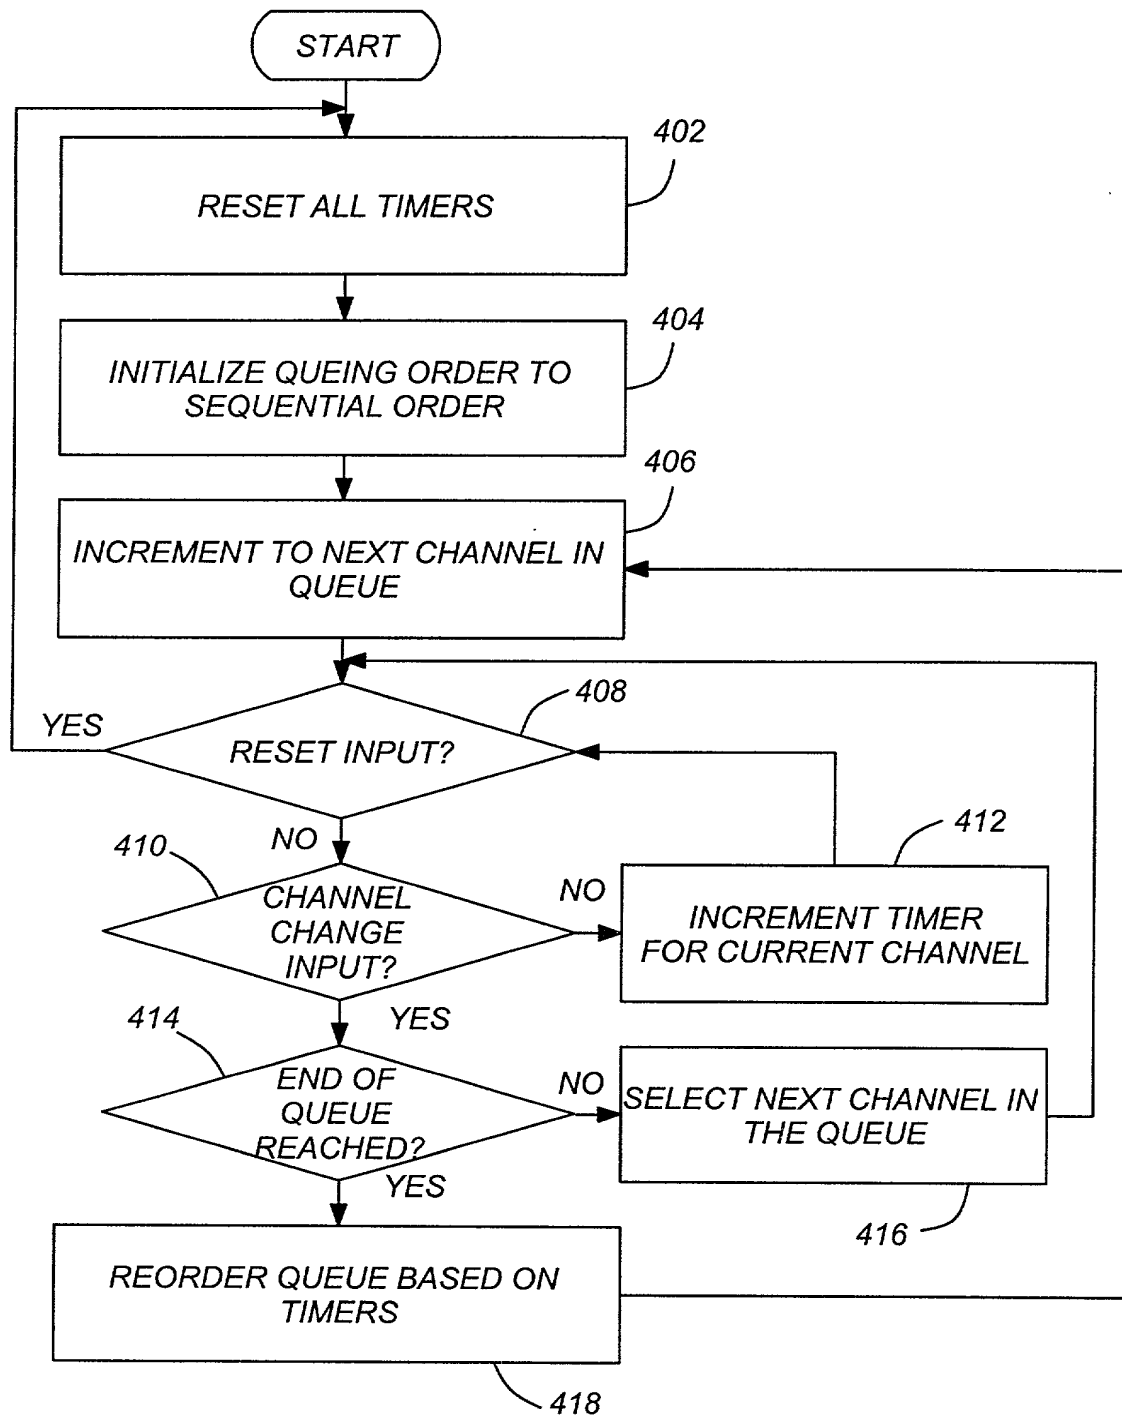 START
402
RESET ALL TIMERS
404
INITIALIZE QUEING ORDER TO
SEQUENTIAL ORDER
406
INCREMENT TO NEXT CHANNEL IN
QUEUE
408
YES
RESET INPUT?
NO
410
412
CHANNEL
CHANGE
INPUT?
NO
INCREMENT TIMER
FOR CURRENT CHANNEL
YES
414
END OF
QUEUE
REACHED?
NO
SELECT NEXT CHANNEL IN
THE QUEUE
YES
416
REORDER QUEUE BASED ON
TIMERS
418